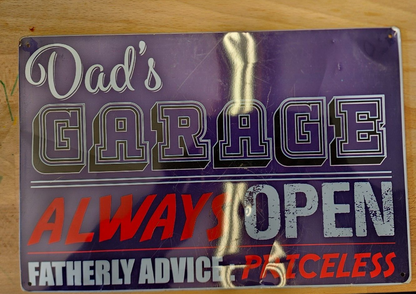 Dad's
GARAGE
ALWAYS OPEN
FATHERLY ADVICE - PRICELESS